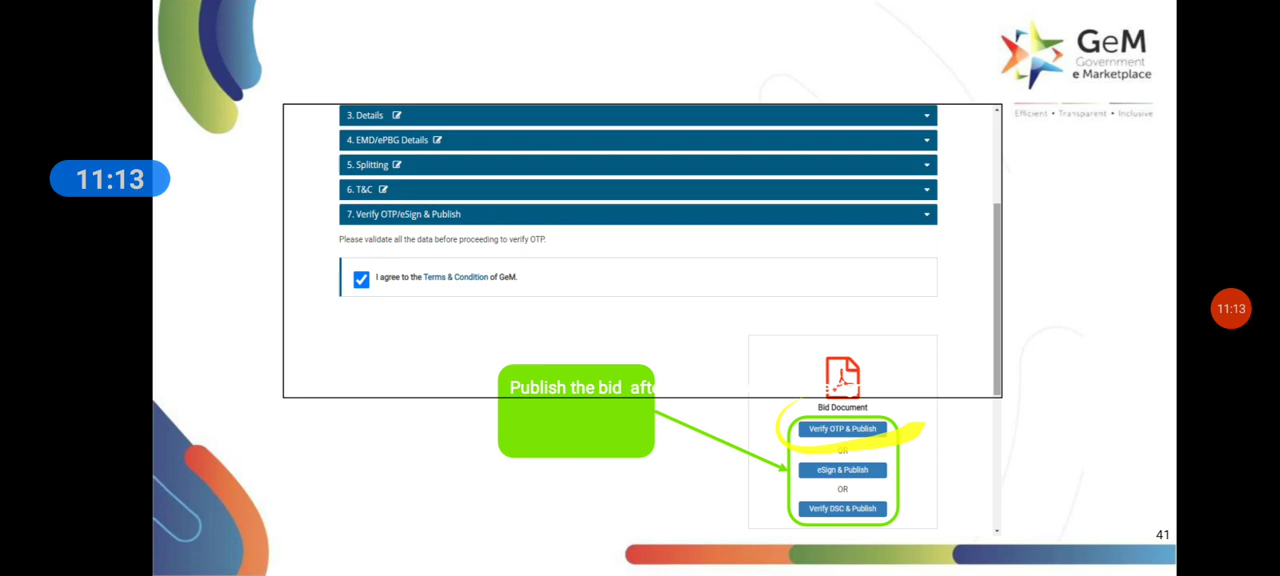 GeM
Government
e Marketplace
Efficient • Transparent • Inclusive
3. Details
4. EMD/ePBG Details
5. Splitting
6. T&C
7. Verify OTP/eSign & Publish
Please validate all the data before proceeding to verify OTP.
I agree to the Terms & Condition of GeM.
11:13
11:13
Publish the bid
Bid Document
Verify OTP & Publish
OR
eSign & Publish
OR
Verify DSC & Publish
41